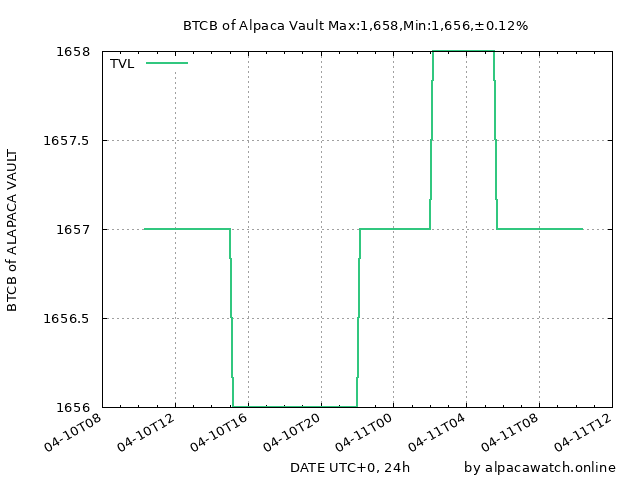 BTCB of Alpaca Vault Max:1,658,Min:1,656,±0.12%
1658
TVL
1657.5
1657
1656.5
1656
BTCB of ALAPACA VAULT
04-10T08
04-10T12
04-10T16
04-10T20
04-11T00
04-11T04
04-11T08
04-11T12
DATE UTC+0, 24h
by alpacawatch.online